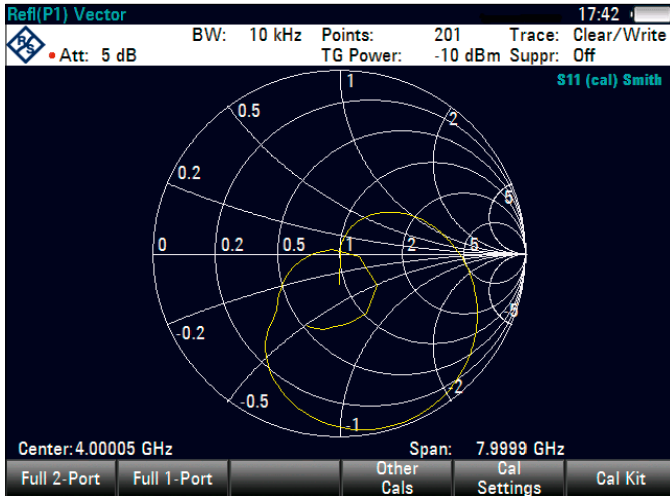 Refl(P1) Vector 17:42
BW: 10 kHz Points: 201 Trace: Clear/Write
R&S Att: 5 dB TG Power: -10 dBm Suppr: Off
S11 (cal) Smith
1
0.5 2
0.2 5
0 0.2 0.5 1 2 5
-0.2 5
-0.5 -2
-1
Center: 4.00005 GHz Span: 7.9999 GHz
Full 2-Port Full 1-Port Other Cals Cal Settings Cal Kit